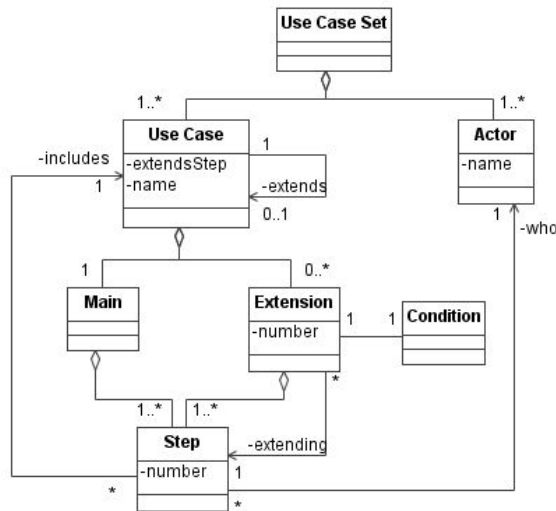 Use Case Set
1..*
1..*
Use Case
-extendsStep
-name
Actor
-name
-includes
1
1
-extends
0..1
1
-who
1
0..*
Main
Extension
-number
1
1
Condition
*
1..*
1..*
-extending
Step
-number
1
*
*